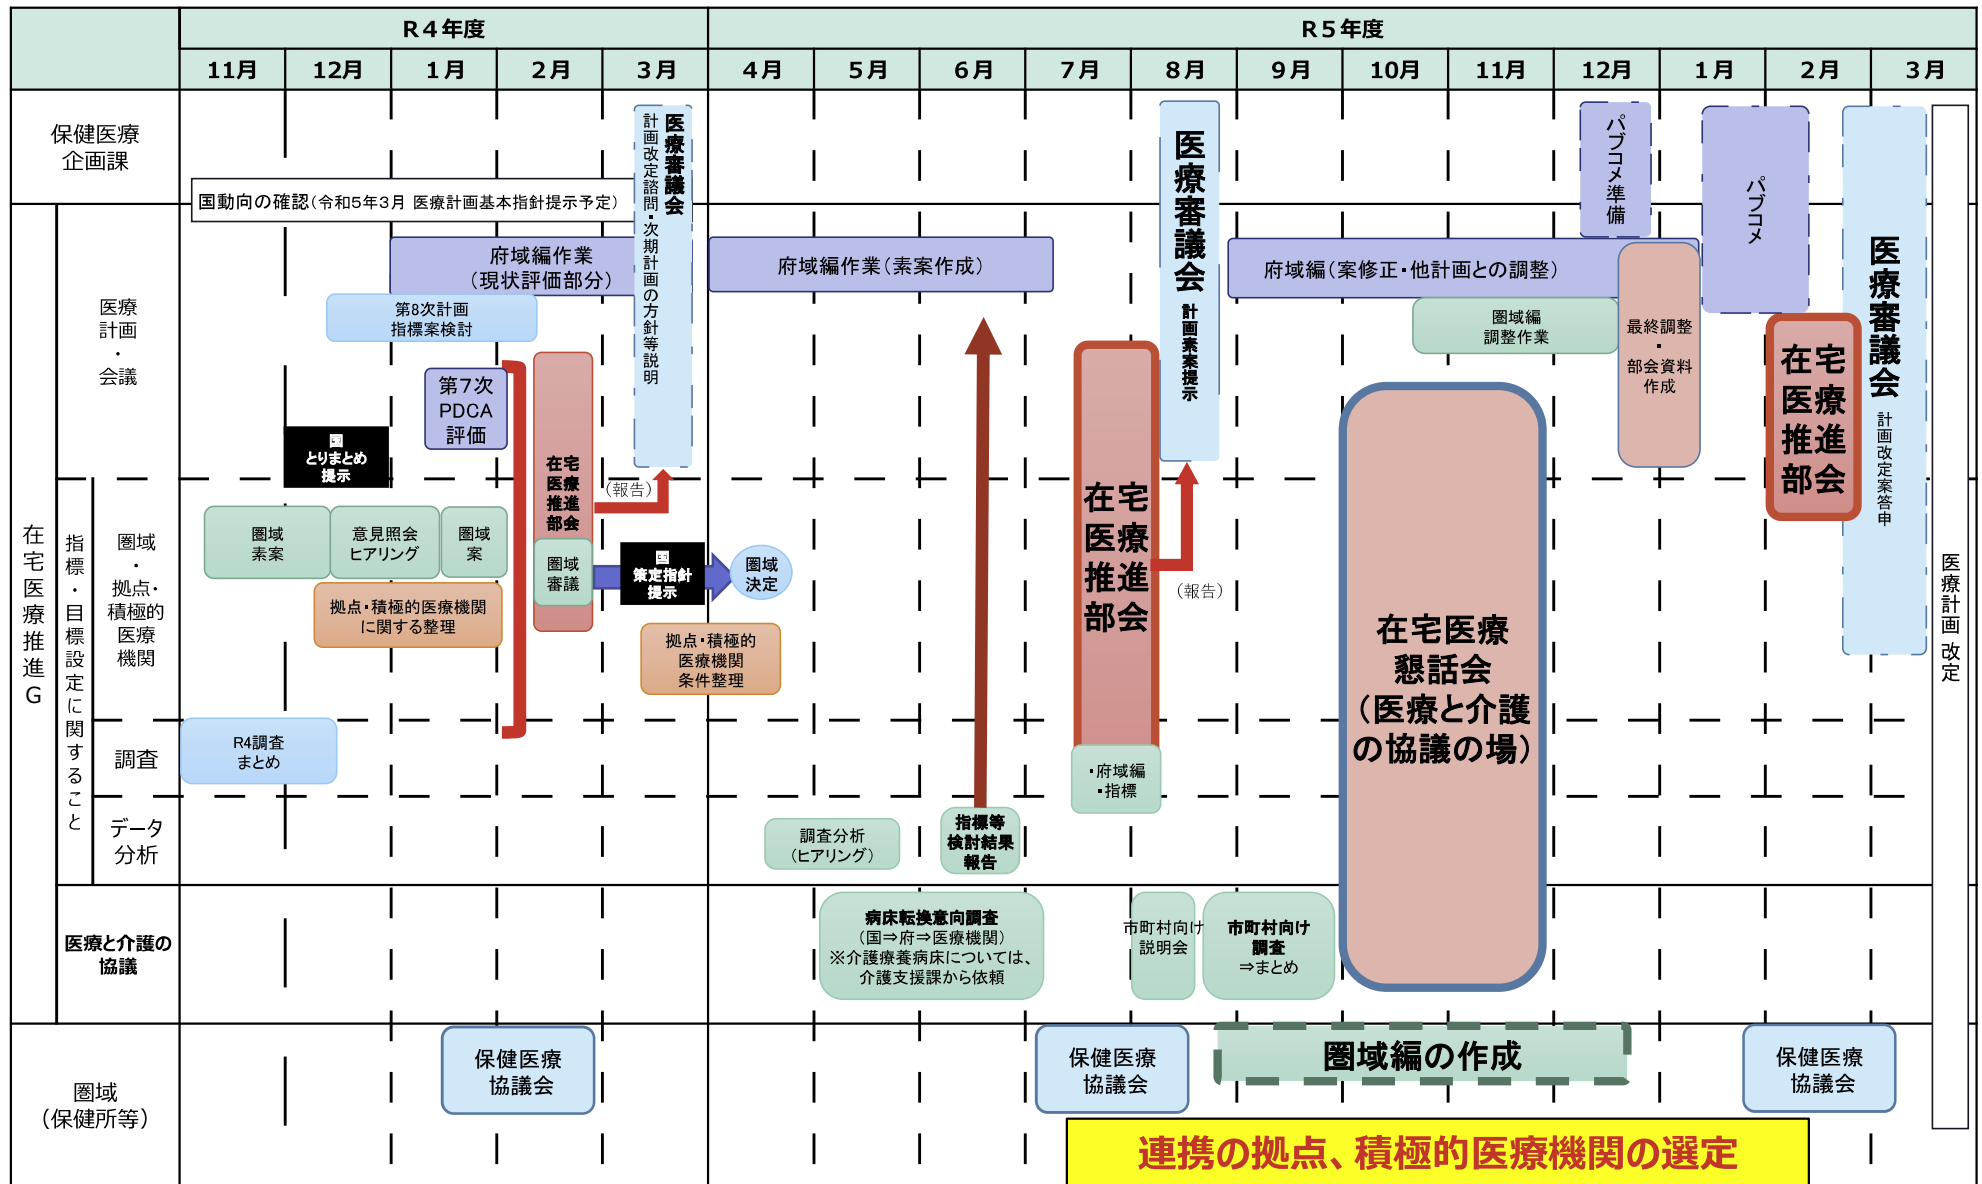 R４年度
R５年度
11月
12月
１月
２月
３月
４月
５月
６月
７月
８月
９月
10月
11月
12月
１月
２月
３月
保健医療
企画課
国動向の確認（令和5年3月 医療計画基本指針提示予定）
医療審議会
計画改定諮問・次期計画の方針等説明
医療審議会 計画素案提示
パブコメ準備
パブコメ
医療審議会 計画改定案答申
医療計画 改定
在宅医療推進G
医療
計画
・
会議
府域編作業
（現状評価部分）
府域編作業（素案作成）
府域編（案修正・他計画との調整）
第8次計画
指標案検討
圏域編
調整作業
最終調整
・
部会資料
作成
第７次
PDCA
評価
国
とりまとめ
提示
在宅
医療
推進
部会
（報告）
在宅
医療
推進
部会
（報告）
在宅
医療
推進
部会
指標・目標設定に関すること
圏域
・
拠点・
積極的
医療
機関
圏域
素案
意見照会
ヒアリング
圏域
案
圏域
審議
国
策定指針
提示
圏域
決定
拠点・積極的医療機関
に関する整理
拠点・積極的
医療機関
条件整理
在宅医療
懇話会
（医療と介護
の協議の場）
調査
R4調査
まとめ
・府域編
・指標
データ
分析
調査分析
（ヒアリング）
指標等
検討結果
報告
医療と介護の
協議
病床転換意向調査
（国⇒府⇒医療機関）
※介護療養病床については、
介護支援課から依頼
市町村向け
説明会
市町村向け
調査
⇒まとめ
圏域
（保健所等）
保健医療
協議会
保健医療
協議会
圏域編の作成
保健医療
協議会
連携の拠点、積極的医療機関の選定